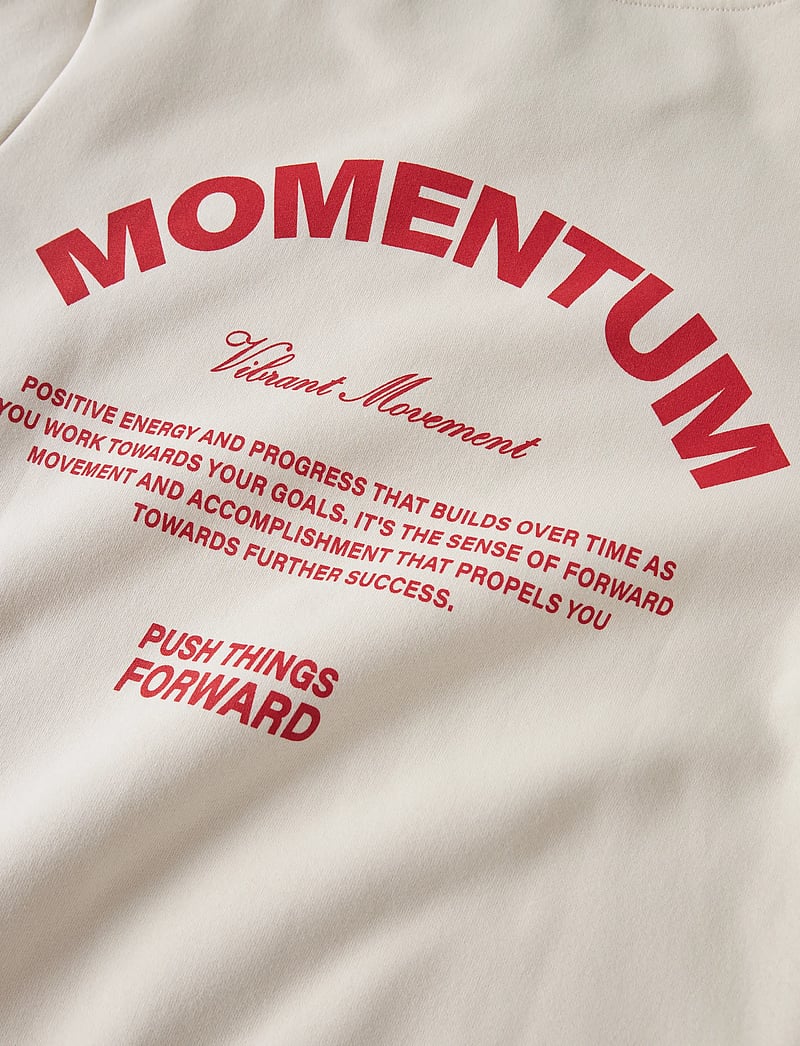 MOMENTUM
Vibrant Movement
POSITIVE ENERGY AND PROGRESS THAT BUILDS OVER TIME AS
YOU WORK TOWARDS YOUR GOALS. IT'S THE SENSE OF FORWARD
MOVEMENT AND ACCOMPLISHMENT THAT PROPELS YOU
TOWARDS FURTHER SUCCESS.
PUSH THINGS
FORWARD